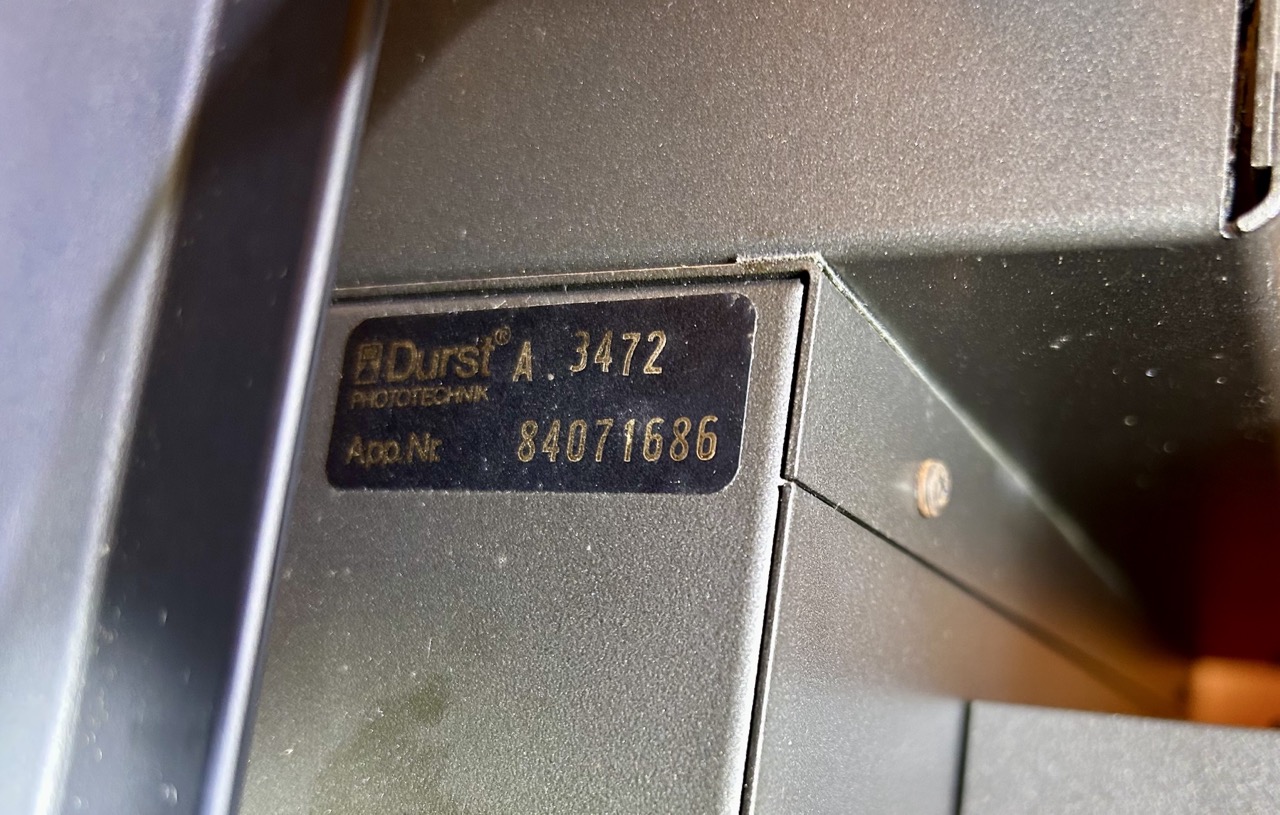 Durst® A. 3472
PHOTOTECHNIK
App. Nr. 84071686